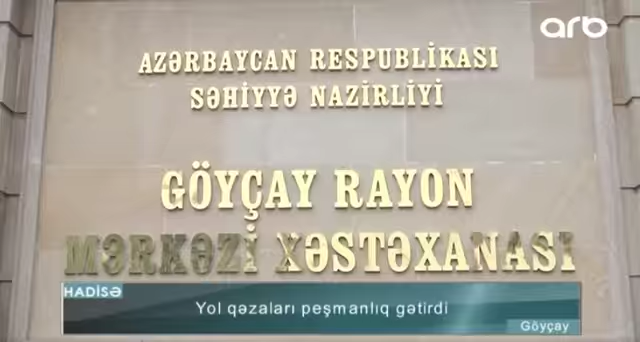 arb
AZƏRBAYCAN RESPUBLİKASI
SƏHİYYƏ NAZİRLİYİ
GÖYÇAY RAYON
MƏRKƏZİ XƏSTƏXANASI
HADİSƏ
Yol qəzaları peşmanlıq gətirdi
Göyçay